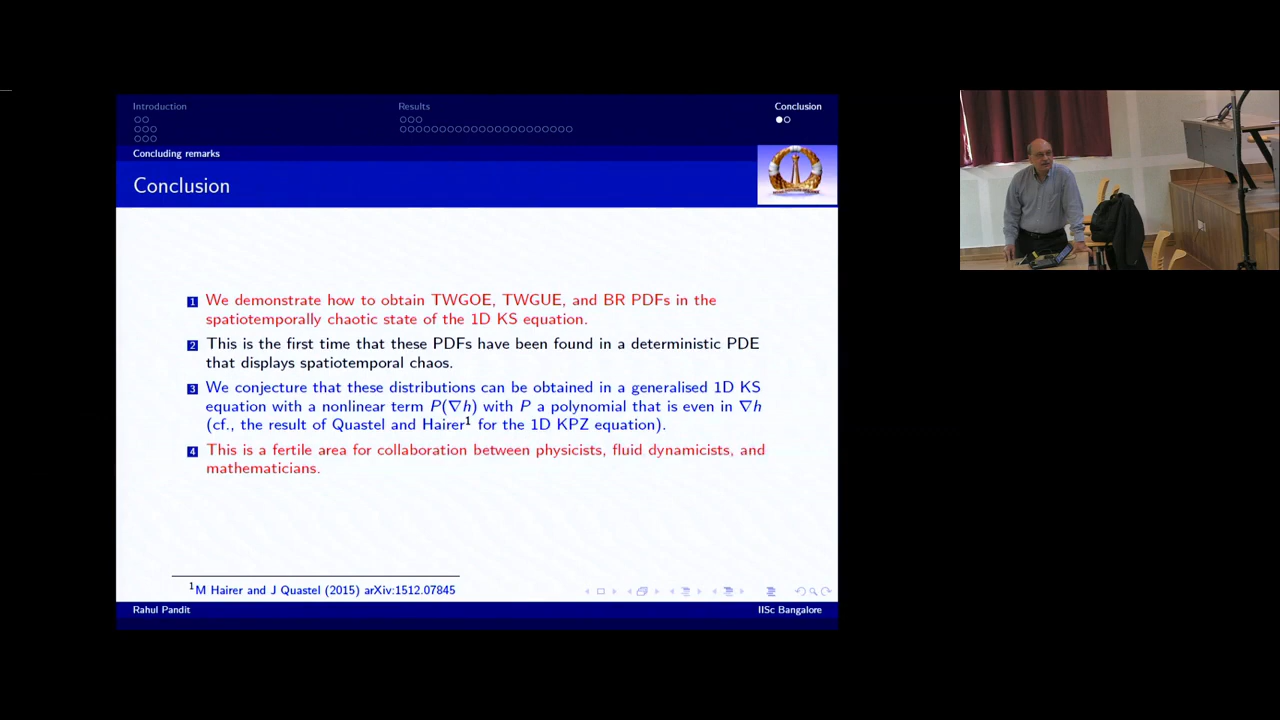 Introduction
Results
Conclusion
Concluding remarks
Conclusion
1 We demonstrate how to obtain TWGOE, TWGUE, and BR PDFs in the
spatiotemporally chaotic state of the 1D KS equation.
2 This is the first time that these PDFs have been found in a deterministic PDE
that displays spatiotemporal chaos.
3 We conjecture that these distributions can be obtained in a generalised 1D KS
equation with a nonlinear term P(∇h) with P a polynomial that is even in ∇h
(cf., the result of Quastel and Hairer¹ for the 1D KPZ equation).
4 This is a fertile area for collaboration between physicists, fluid dynamicists, and
mathematicians.
¹M Hairer and J Quastel (2015) arXiv:1512.07845
Rahul Pandit
IISc Bangalore